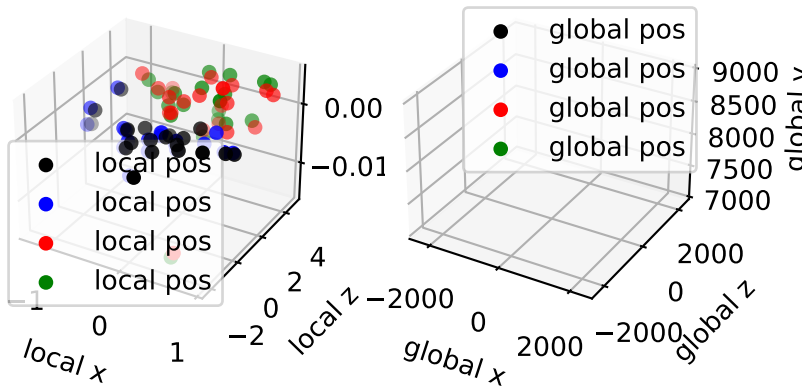 local pos
local pos
local pos
local pos
0.00
−0.01
−1
0
1
local x
−2
0
2
4
local z
global pos
global pos
global pos
global pos
9000
8500
8000
7500
7000
global y
−2000
0
2000
global x
−2000
0
2000
global z